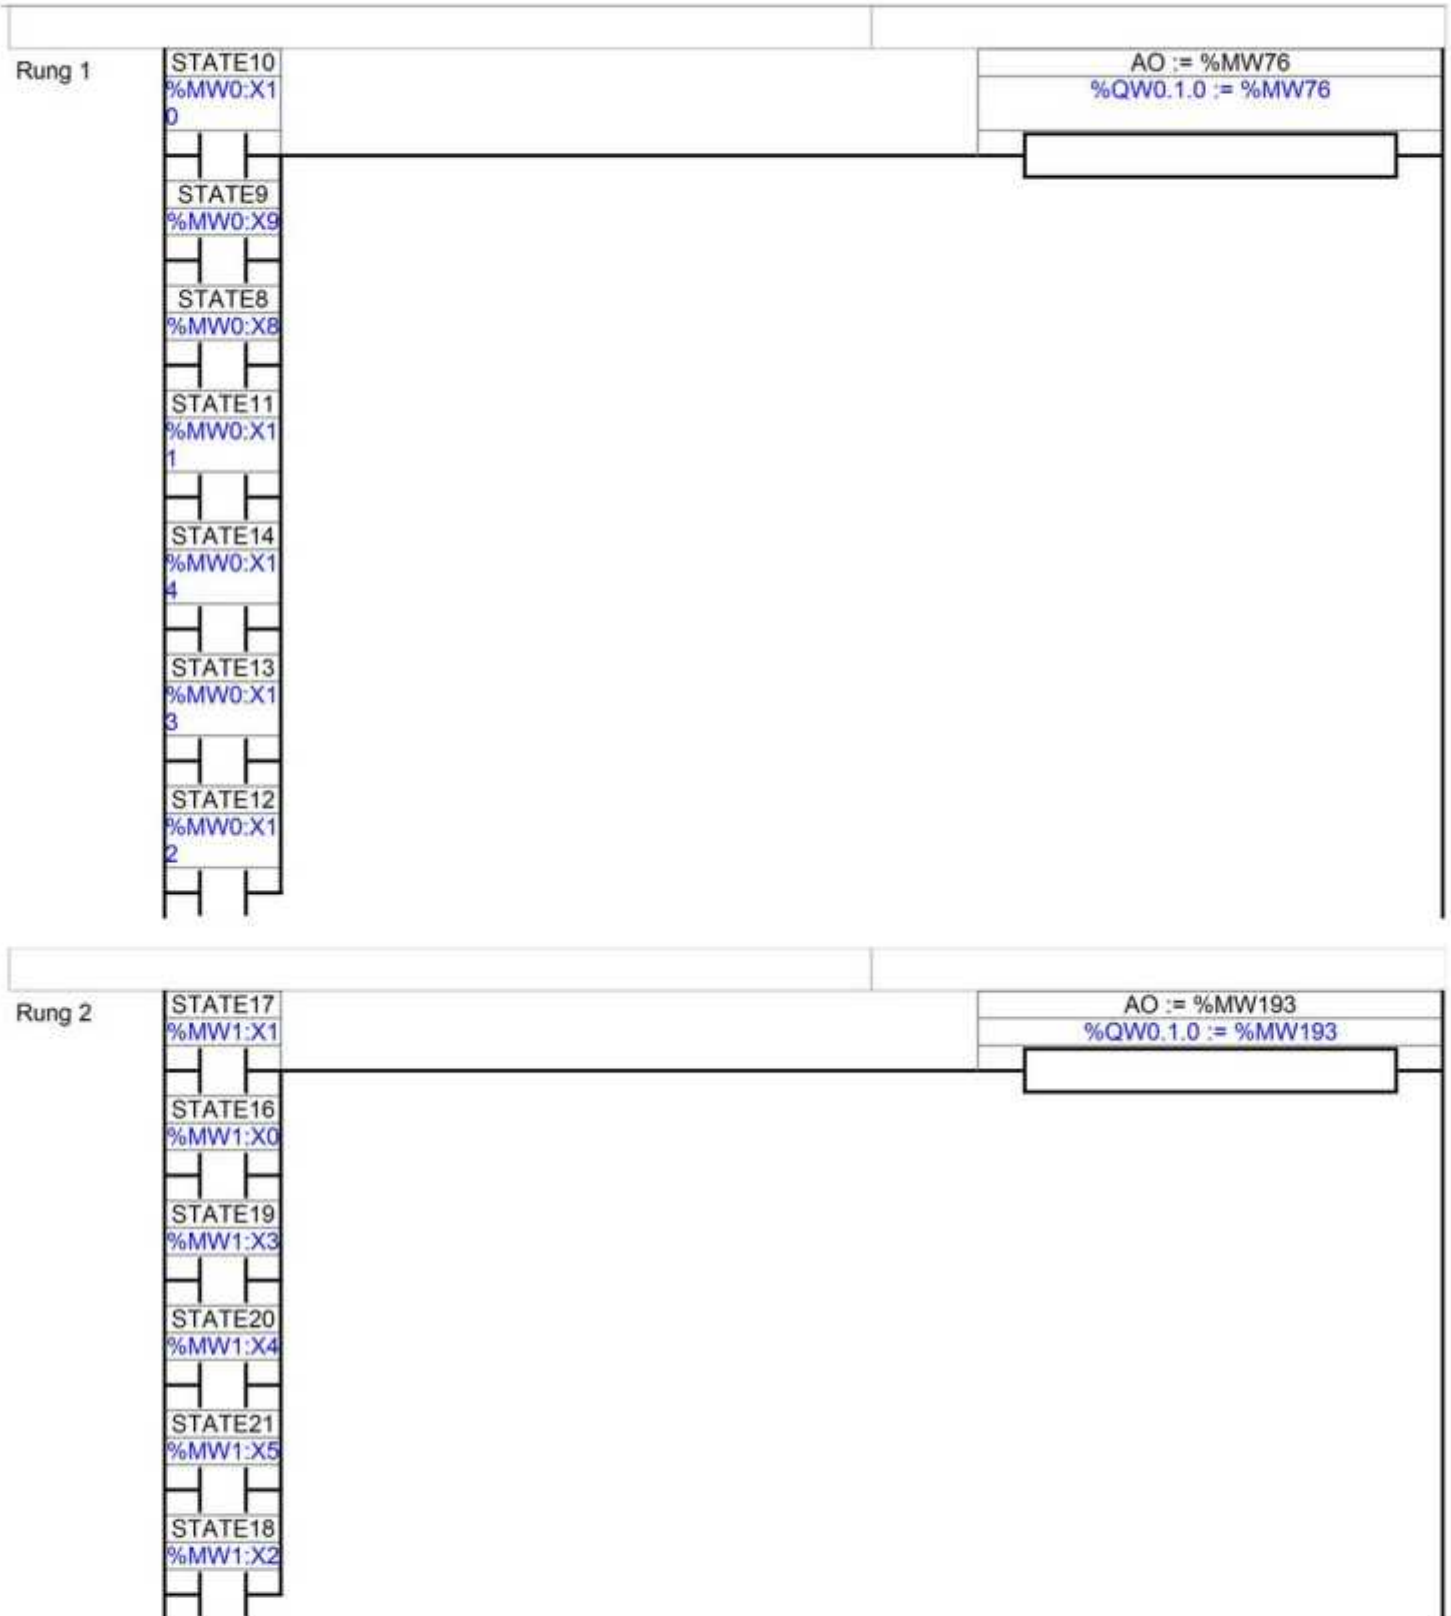 Rung 1
STATE10
%MW0:X1
0
AO := %MW76
%QW0.1.0 := %MW76
STATE9
%MW0:X9
STATE8
%MW0:X8
STATE11
%MW0:X1
1
STATE14
%MW0:X1
4
STATE13
%MW0:X1
3
STATE12
%MW0:X1
2
Rung 2
STATE17
%MW1:X1
AO := %MW193
%QW0.1.0 := %MW193
STATE16
%MW1:X0
STATE19
%MW1:X3
STATE20
%MW1:X4
STATE21
%MW1:X5
STATE18
%MW1:X2